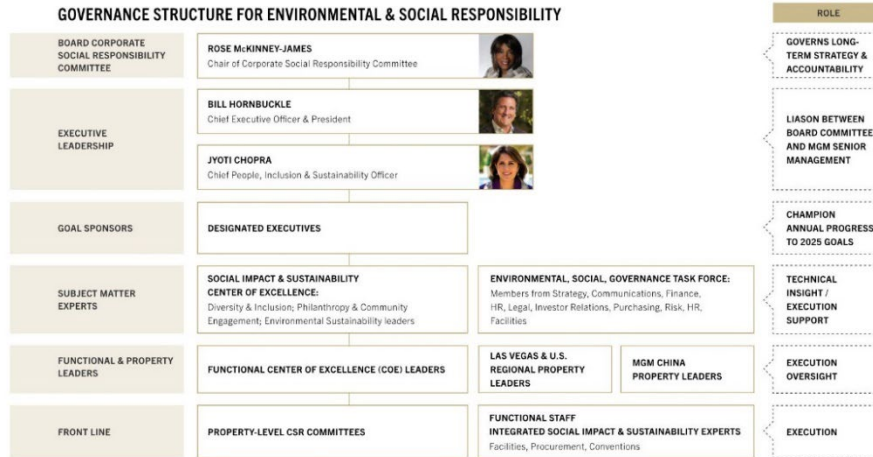 GOVERNANCE STRUCTURE FOR ENVIRONMENTAL & SOCIAL RESPONSIBILITY
ROLE
BOARD CORPORATE
SOCIAL RESPONSIBILITY
COMMITTEE
ROSE McKINNEY-JAMES
Chair of Corporate Social Responsibility Committee
GOVERNS LONG-
TERM STRATEGY &
ACCOUNTABILITY
EXECUTIVE
LEADERSHIP
BILL HORNBUCKLE
Chief Executive Officer & President
JYOTI CHOPRA
Chief People, Inclusion & Sustainability Officer
LIASON BETWEEN
BOARD COMMITTEE
AND MGM SENIOR
MANAGEMENT
GOAL SPONSORS
DESIGNATED EXECUTIVES
CHAMPION
ANNUAL PROGRESS
TO 2025 GOALS
SUBJECT MATTER
EXPERTS
SOCIAL IMPACT & SUSTAINABILITY
CENTER OF EXCELLENCE:
Diversity & Inclusion; Philanthropy & Community
Engagement; Environmental Sustainability leaders
ENVIRONMENTAL, SOCIAL, GOVERNANCE TASK FORCE:
Members from Strategy, Communications, Finance,
HR, Legal, Investor Relations, Purchasing, Risk, HR,
Facilities
TECHNICAL
INSIGHT /
EXECUTION
SUPPORT
FUNCTIONAL & PROPERTY
LEADERS
FUNCTIONAL CENTER OF EXCELLENCE (COE) LEADERS
LAS VEGAS & U.S.
REGIONAL PROPERTY
LEADERS
MGM CHINA
PROPERTY LEADERS
EXECUTION
OVERSIGHT
FRONT LINE
PROPERTY-LEVEL CSR COMMITTEES
FUNCTIONAL STAFF
INTEGRATED SOCIAL IMPACT & SUSTAINABILITY EXPERTS
Facilities, Procurement, Conventions
EXECUTION